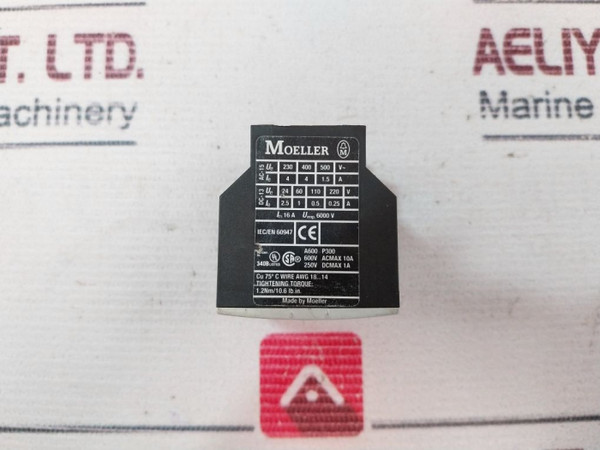 T. LTD.
achinery
AELIY
Marine
MOELLER
AC-15 Ue 230 400 500 V~
Ie 4 4 1.5 A
DC-13 Ue 24 60 110 220 V
Ie 2.5 1 0.5 0.25 A
Ith 16 A Uimp 6000 V
IEC/EN 60947 CE
A600 P300
600V ACMAX 10A
250V DCMAX 1A
UL LISTED
SA
Cu 75° C WIRE AWG 18...14
TIGHTENING TORQUE:
1.2Nm/10.6 lb.in.
Made by Moeller